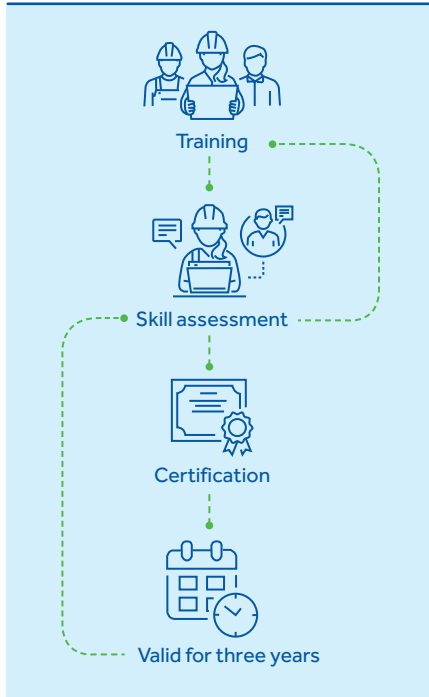 Training
Skill assessment
Certification
Valid for three years